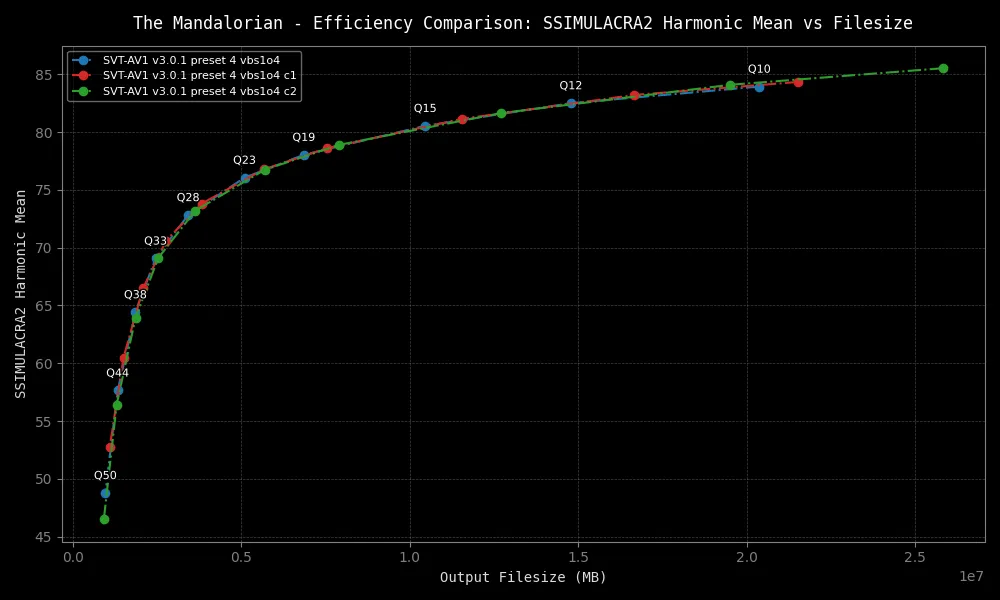 The Mandalorian - Efficiency Comparison: SSIMULACRA2 Harmonic Mean vs Filesize
SVT-AV1 v3.0.1 preset 4 vbs1o4
SVT-AV1 v3.0.1 preset 4 vbs1o4 c1
SVT-AV1 v3.0.1 preset 4 vbs1o4 c2
SSIMULACRA2 Harmonic Mean
85
80
75
70
65
60
55
50
45
Q10
Q12
Q15
Q19
Q23
Q28
Q33
Q38
Q44
Q50
0.0 0.5 1.0 1.5 2.0 2.5
1e7
Output Filesize (MB)